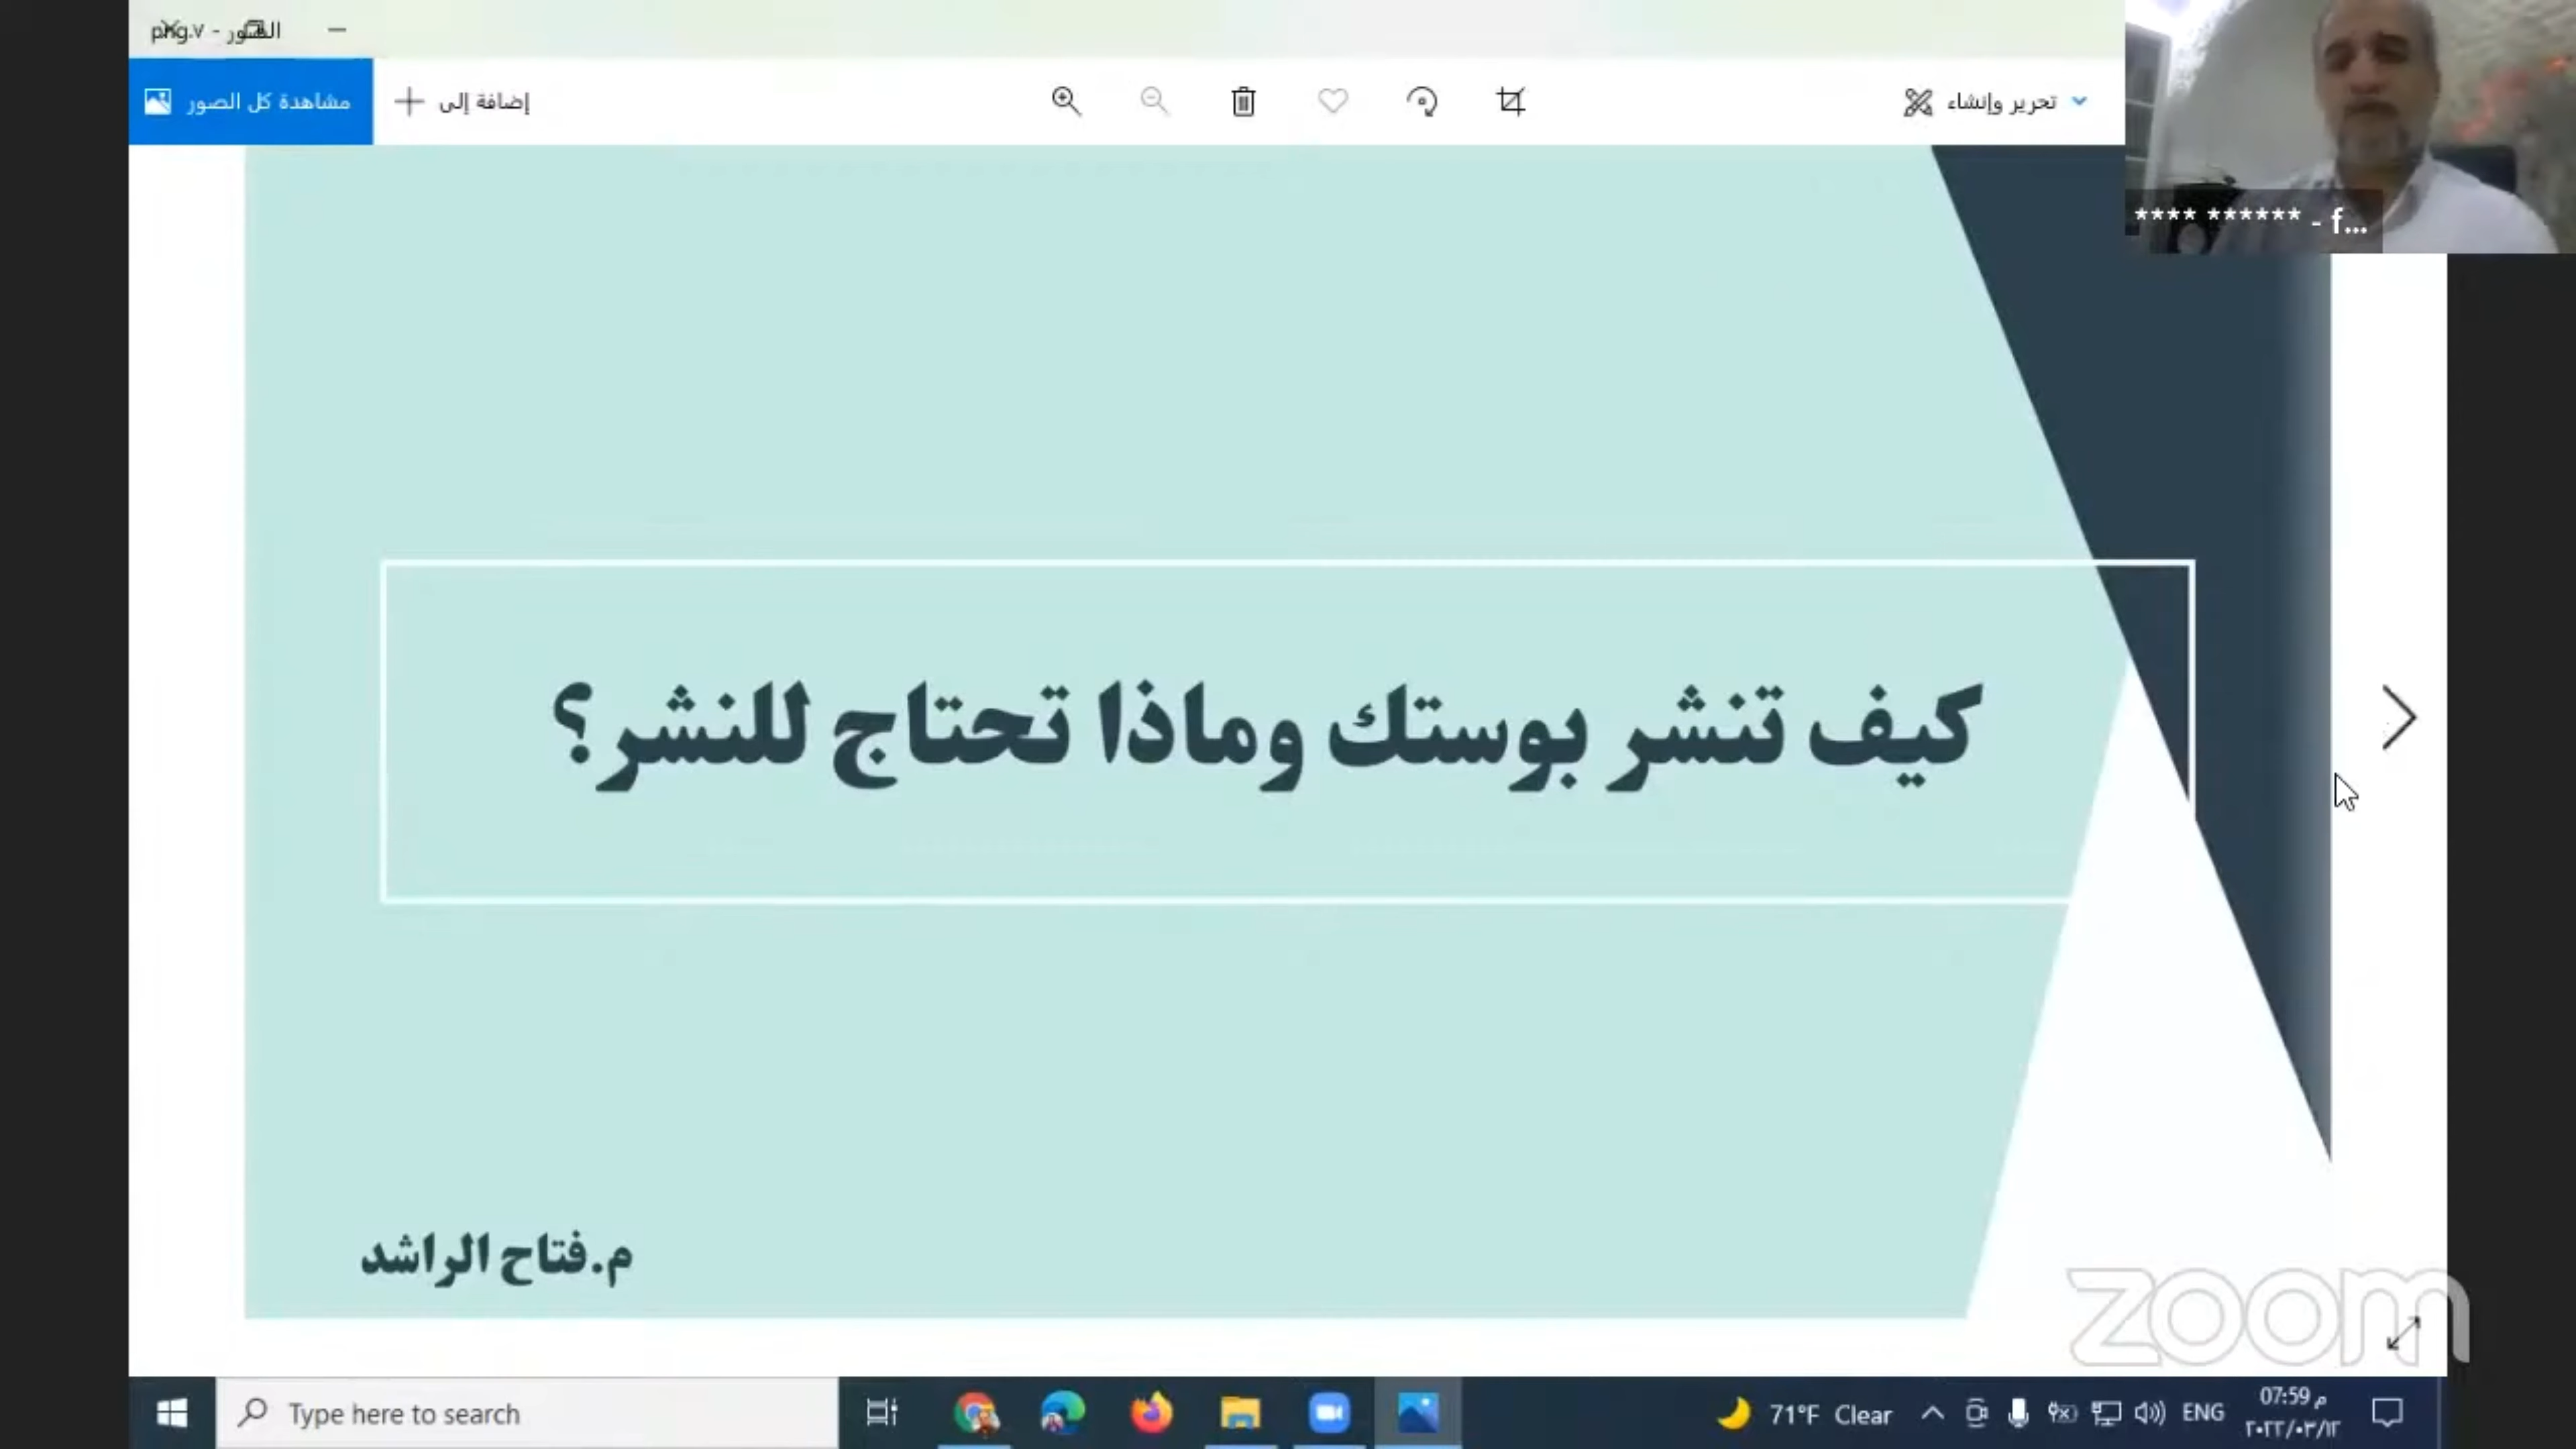 الصور - ٧.png
مشاهدة كل الصور
إضافة إلى
تحرير وإنشاء
**** ****** - f...
كيف تنشر بوستك وماذا تحتاج للنشر؟
م.فتاح الراشد
zoom
Type here to search
71°F Clear
ENG
07:59 م
٢٠٢٢/٠٣/١٢